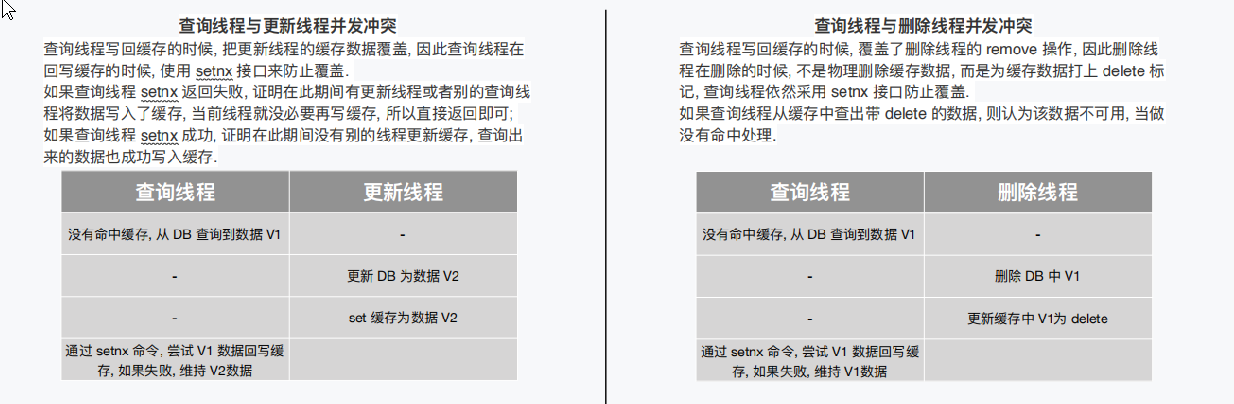 查询线程与更新线程并发冲突
查询线程写回缓存的时候, 把更新线程的缓存数据覆盖, 因此查询线程在
回写缓存的时候, 使用 setnx 接口来防止覆盖.
如果查询线程 setnx 返回失败, 证明在此期间有更新线程或者别的查询线
程将数据写入了缓存, 当前线程就没必要再写缓存, 所以直接返回即可;
如果查询线程 setnx 成功, 证明在此期间没有别的线程更新缓存, 查询出
来的数据也成功写入缓存.
查询线程 更新线程
没有命中缓存, 从 DB 查询到数据 V1 -
- 更新 DB 为数据 V2
- set 缓存为数据 V2
通过 setnx 命令, 尝试 V1 数据回写缓
存, 如果失败, 维持 V2数据
查询线程与删除线程并发冲突
查询线程写回缓存的时候, 覆盖了删除线程的 remove 操作, 因此删除线
程在删除的时候, 不是物理删除缓存数据, 而是为缓存数据打上 delete 标
记, 查询线程依然采用 setnx 接口防止覆盖.
如果查询线程从缓存中查出带 delete 的数据, 则认为该数据不可用, 当做
没有命中处理.
查询线程 删除线程
没有命中缓存, 从 DB 查询到数据 V1 -
- 删除 DB 中 V1
- 更新缓存中 V1为 delete
通过 setnx 命令, 尝试 V1 数据回写缓
存, 如果失败, 维持 V1数据